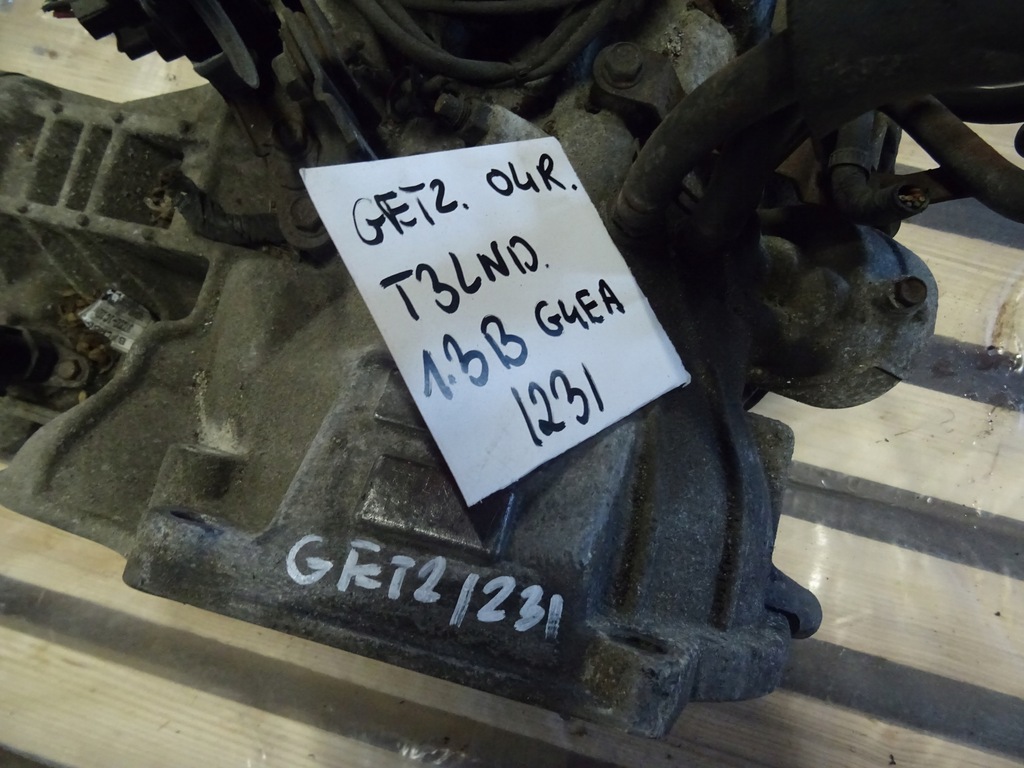 GETZ. 04R.
T3LND.
1.3B G4EA
1231
GETZ/1231